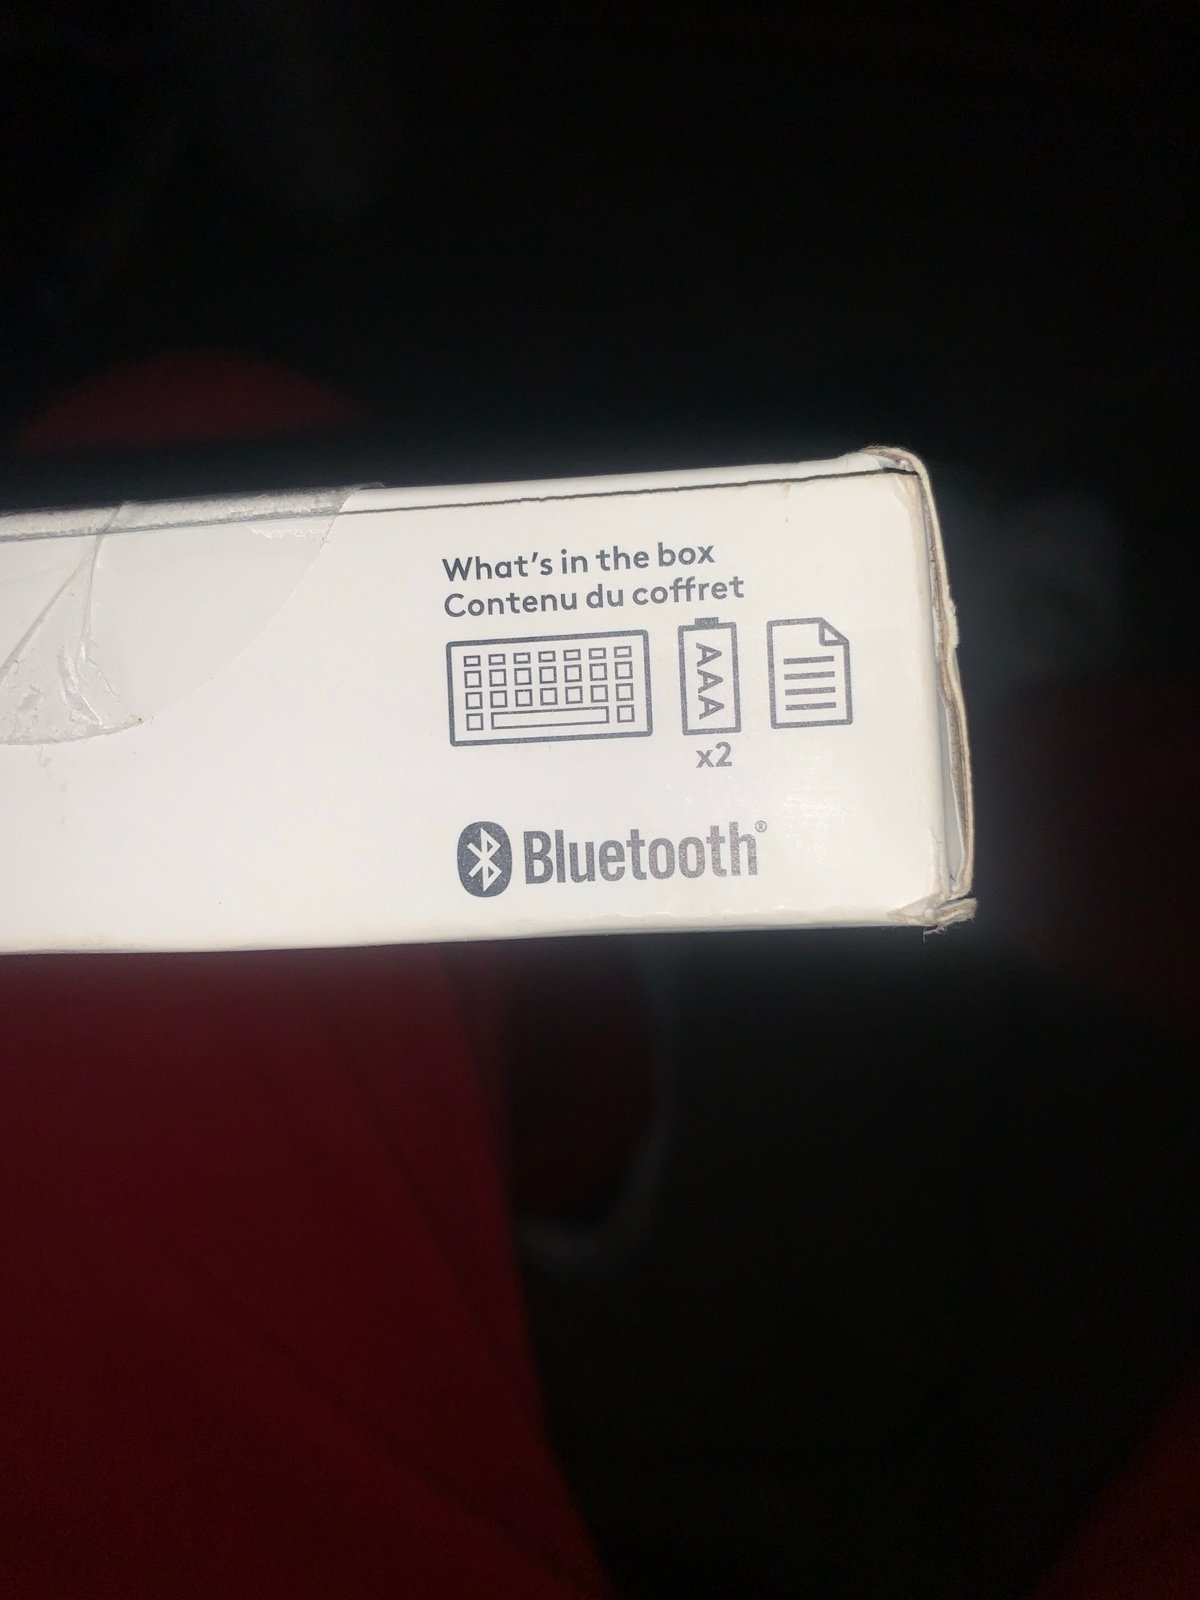 What's in the box
Contenu du coffret
AAA
x2
Bluetooth®